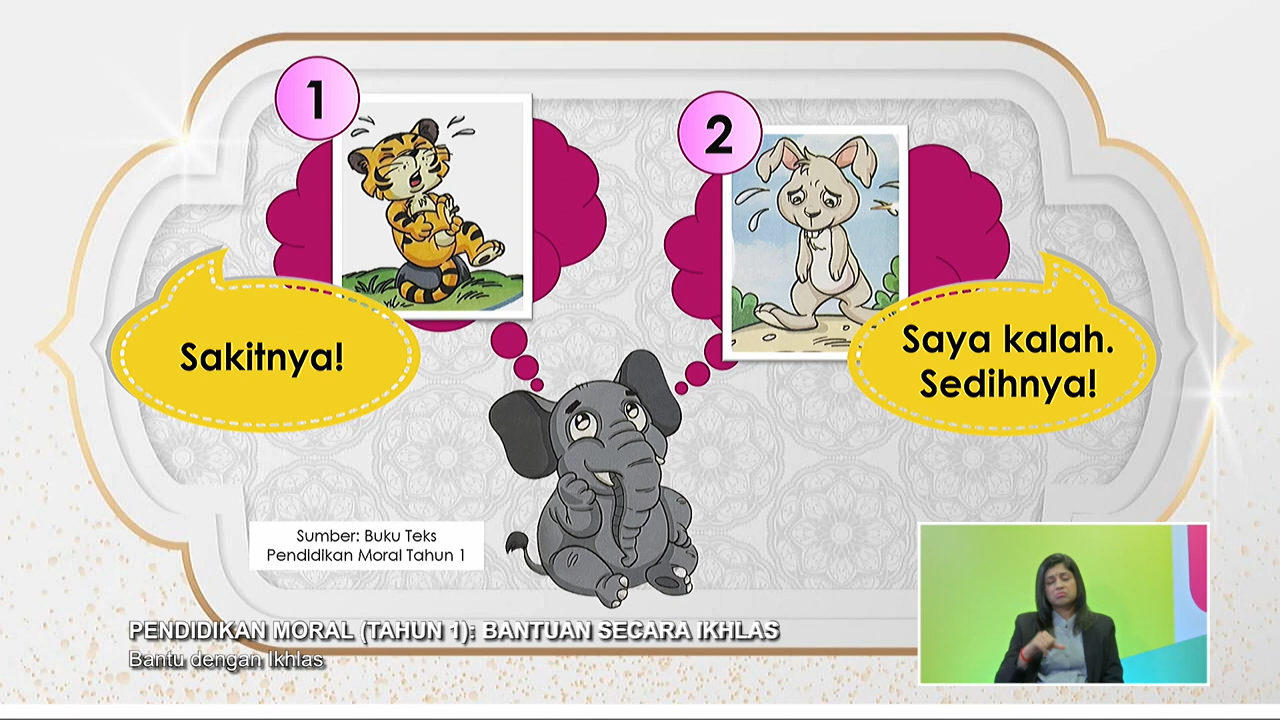 1
2
Sakitnya!
Saya kalah.
Sedihnya!
Sumber: Buku Teks
Pendidikan Moral Tahun 1
PENDIDIKAN MORAL (TAHUN 1): BANTUAN SECARA IKHLAS
Bantu dengan Ikhlas